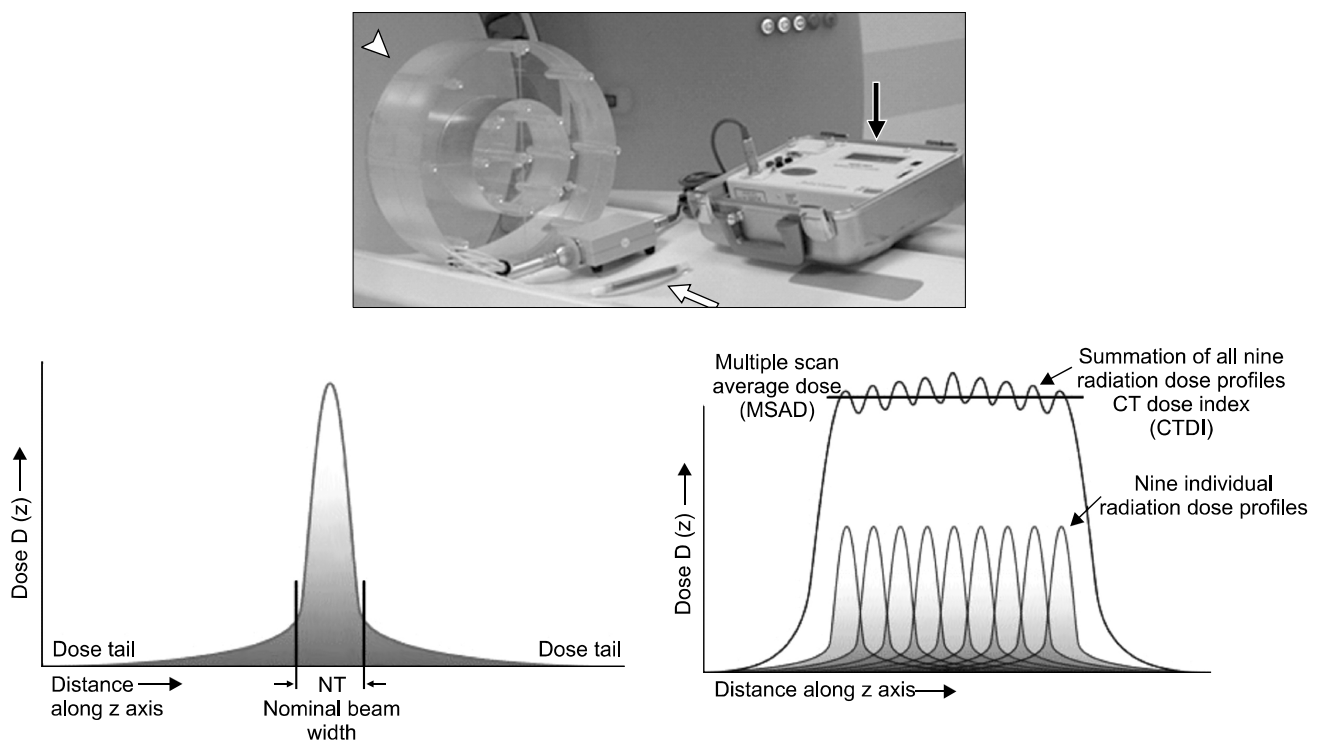 Dose D (z)
Dose tail
Dose tail
Distance
along z axis
NT
Nominal beam
width
Multiple scan
average dose
(MSAD)
Summation of all nine
radiation dose profiles
CT dose index
(CTDI)
Nine individual
radiation dose profiles
Dose D (z)
Distance along z axis